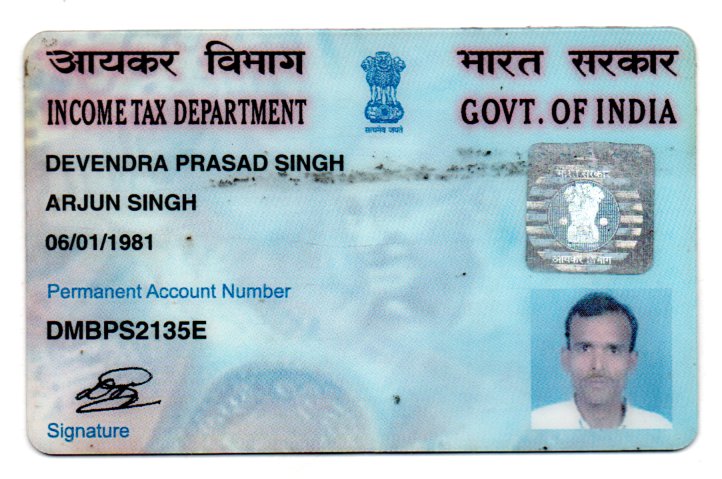 आयकर विभाग
भारत सरकार
INCOME TAX DEPARTMENT
GOVT. OF INDIA
सत्यमेव जयते
DEVENDRA PRASAD SINGH
ARJUN SINGH
06/01/1981
भारत सरकार
आयकर विभाग
Permanent Account Number
DMBPS2135E
Signature